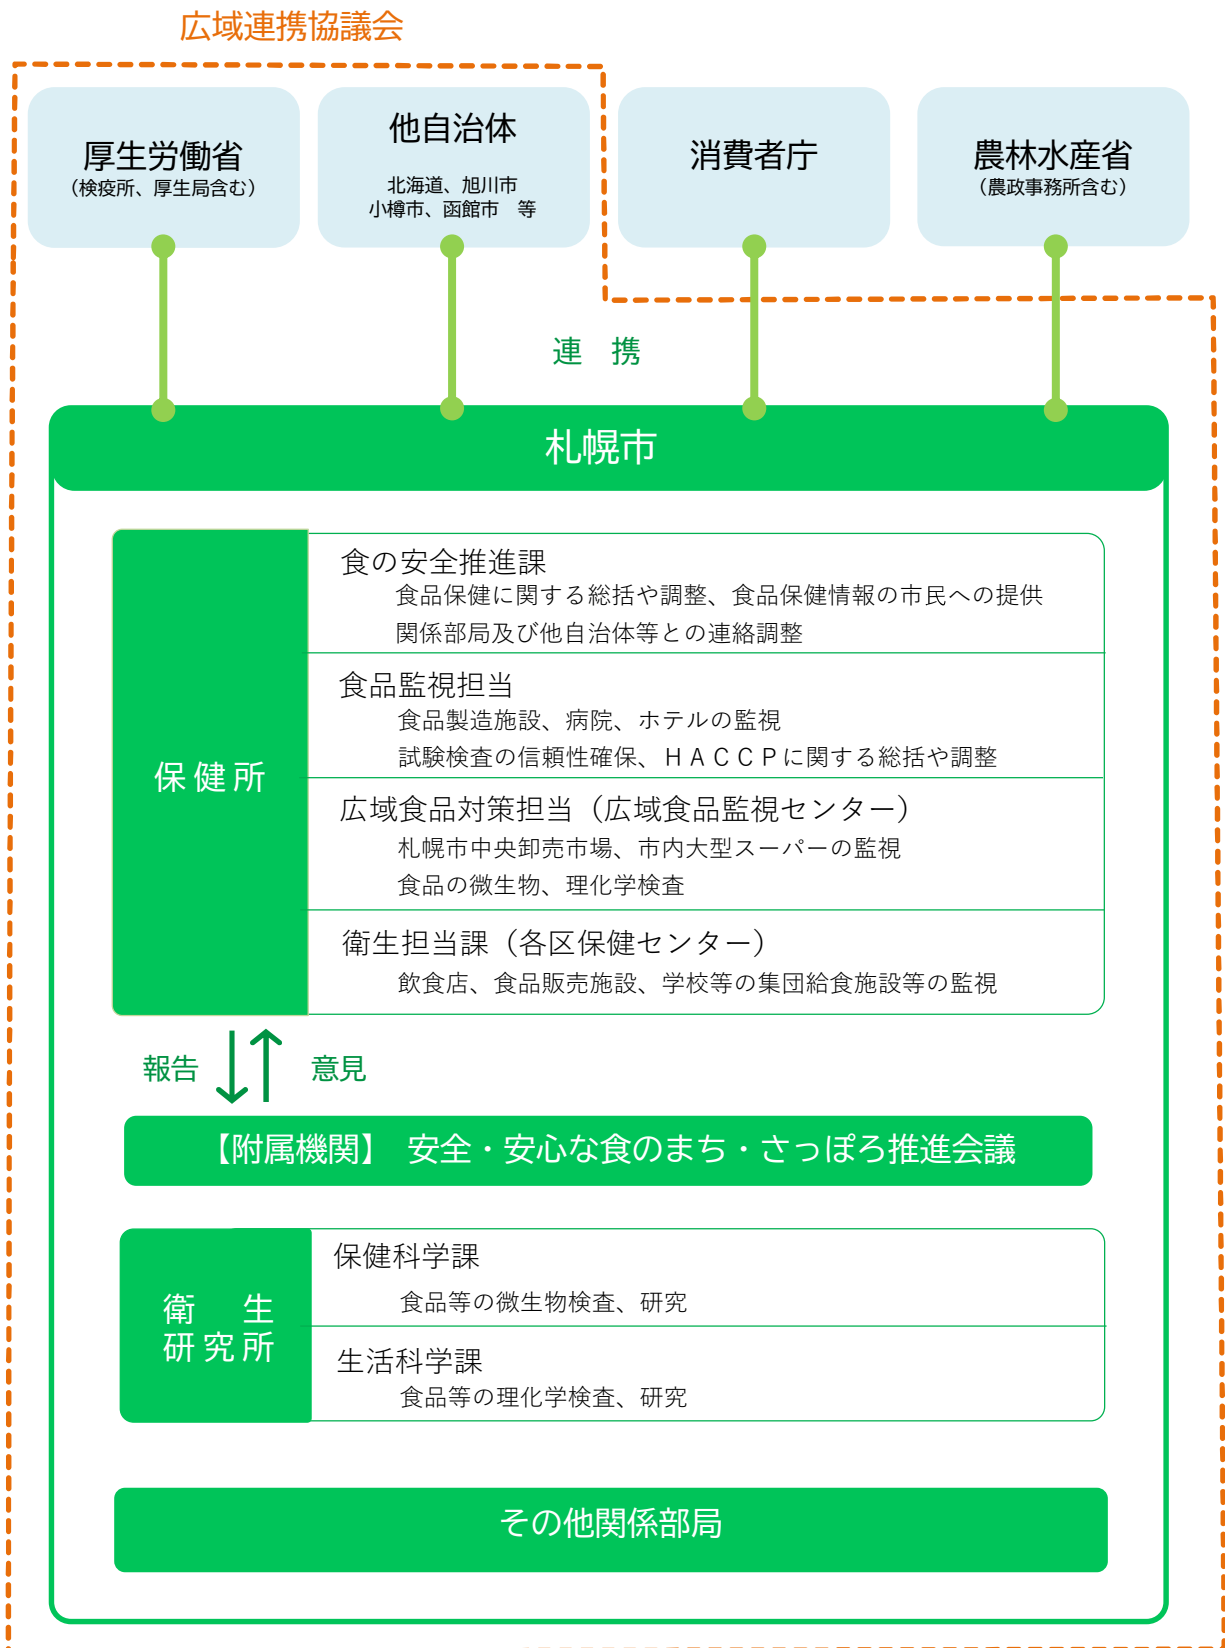 広域連携協議会
厚生労働省
（検疫所、厚生局含む）
他自治体
北海道、旭川市
小樽市、函館市　等
消費者庁
農林水産省
（農政事務所含む）
連　携
札幌市
保健所
食の安全推進課
食品保健に関する総括や調整、食品保健情報の市民への提供
関係部局及び他自治体等との連絡調整
食品監視担当
食品製造施設、病院、ホテルの監視
試験検査の信頼性確保、ＨＡＣＣＰに関する総括や調整
広域食品対策担当（広域食品監視センター）
札幌市中央卸売市場、市内大型スーパーの監視
食品の微生物、理化学検査
衛生担当課（各区保健センター）
飲食店、食品販売施設、学校等の集団給食施設等の監視
報告
意見
【附属機関】　安全・安心な食のまち・さっぽろ推進会議
衛　生
研究所
保健科学課
食品等の微生物検査、研究
生活科学課
食品等の理化学検査、研究
その他関係部局